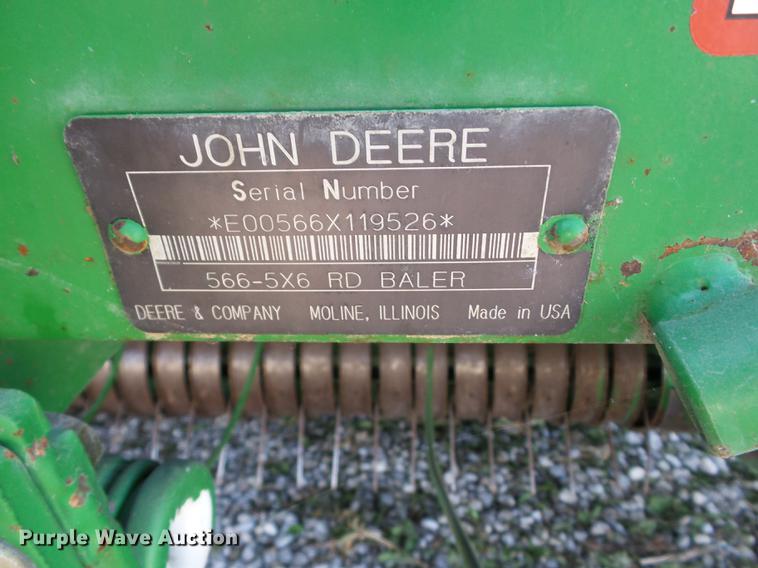 JOHN DEERE
Serial Number
*E00566X119526*
566-5X6 RD BALER
DEERE & COMPANY MOLINE, ILLINOIS Made in USA
Purple Wave Auction